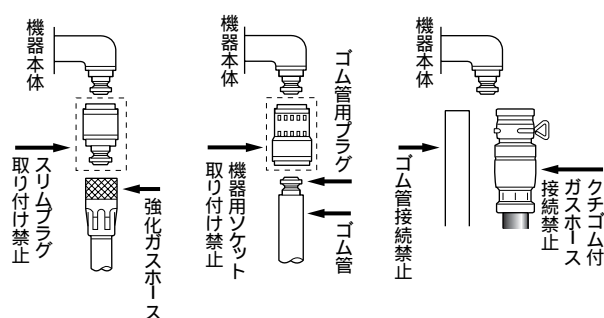 機器本体
スリムプラグ
取り付け禁止
強化ガスホース
機器本体
ゴム管用プラグ
機器用ソケット
取り付け禁止
ゴム管
機器本体
ゴム管接続禁止
クチゴム付
ガスホース
接続禁止